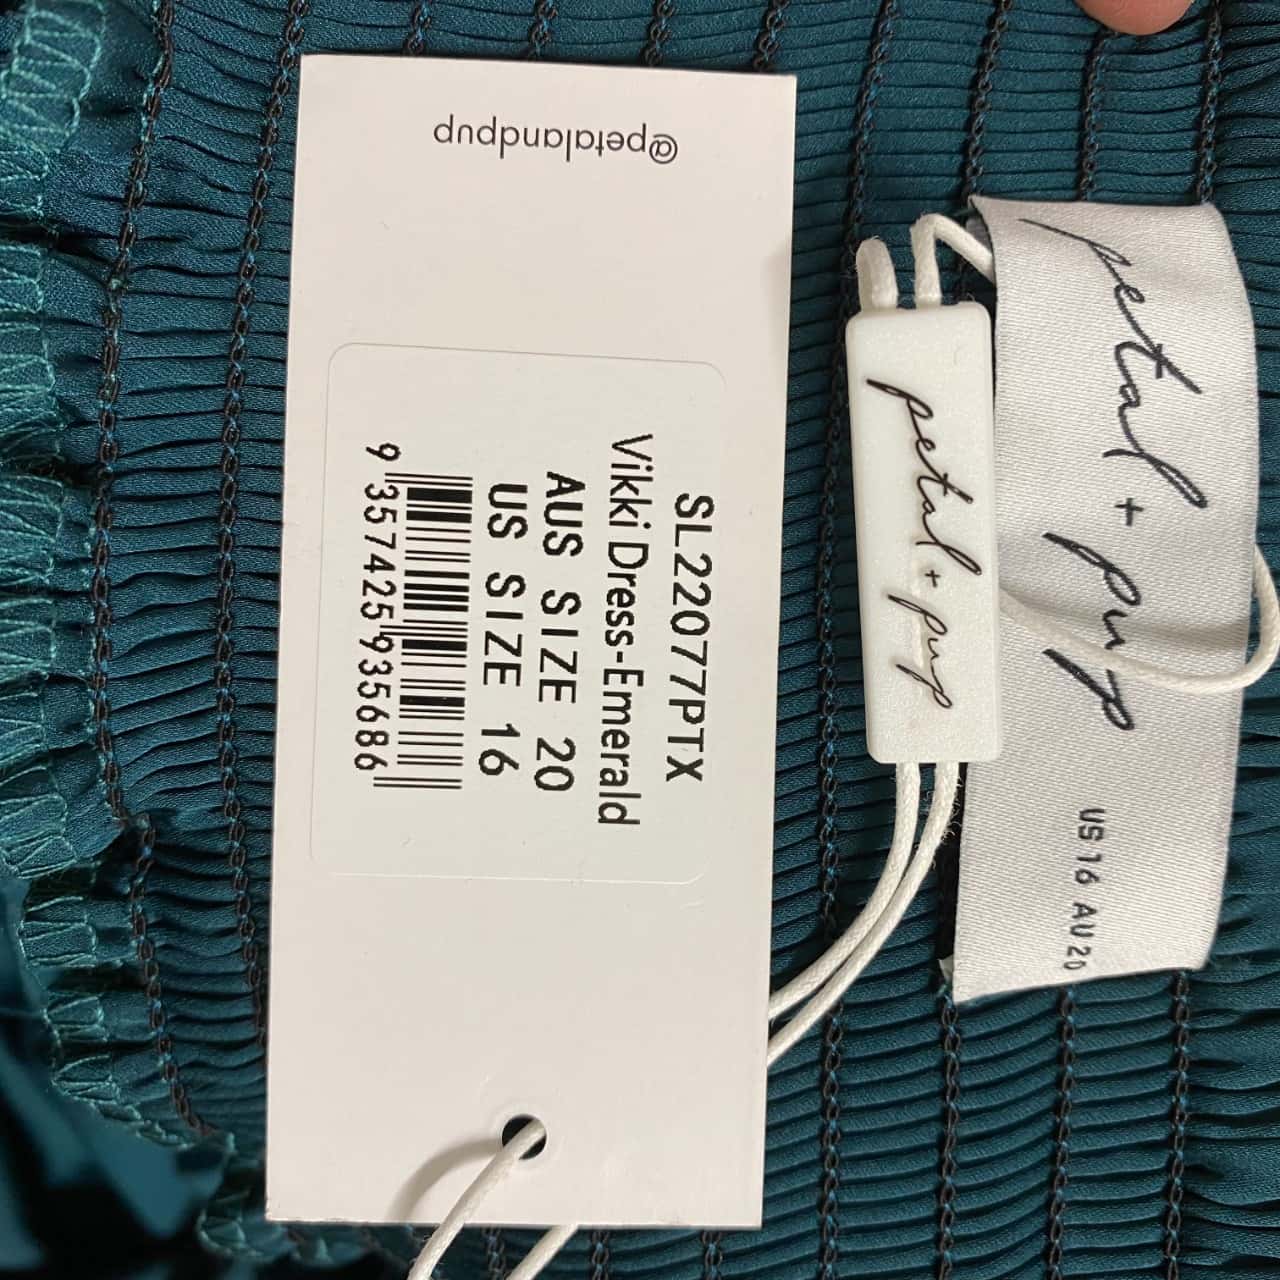 @petalandpup
SL22077PTX
Vikki Dress-Emerald
AUS SIZE 20
US SIZE 16
9 357425 935686
petal + pup
petal + pup
US 16 AU 20